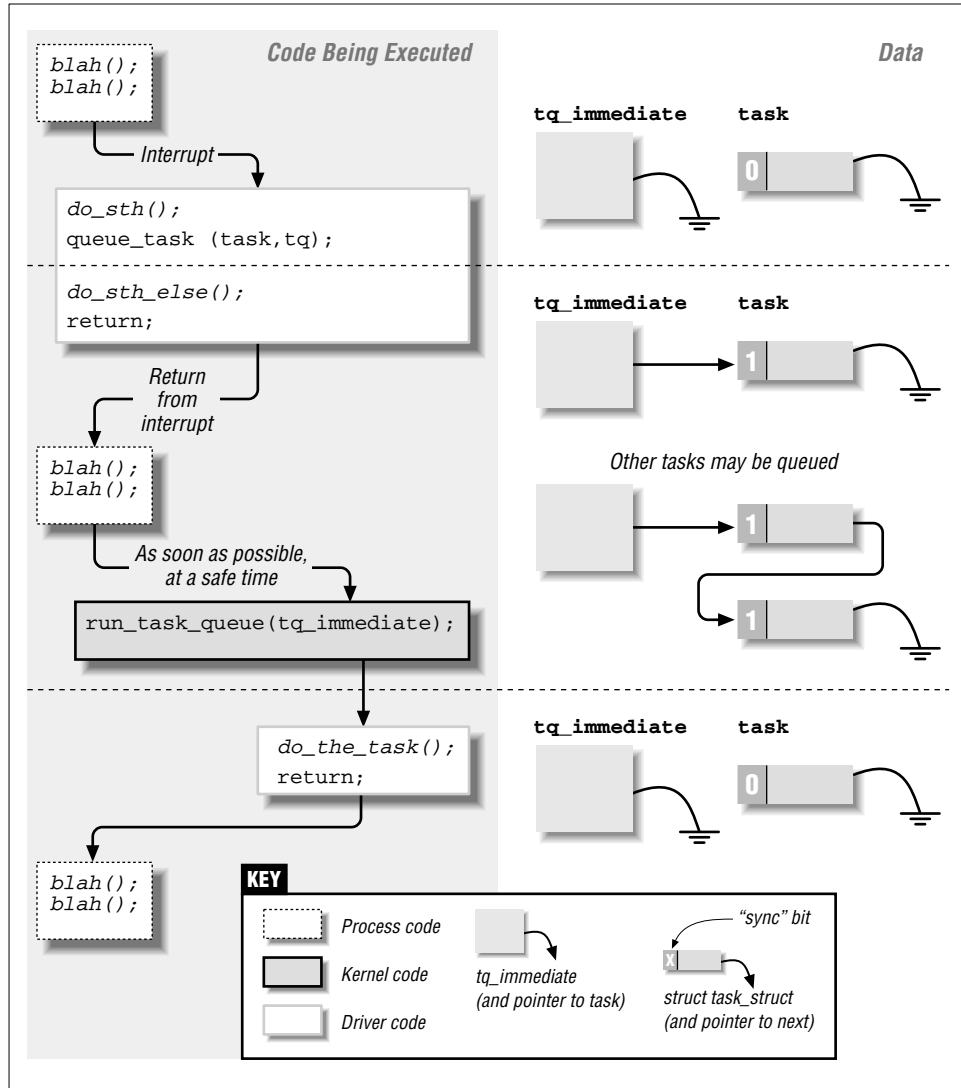 Code Being Executed
Data
blah();
blah();
Interrupt
tq_immediate
task
0
do_sth();
queue_task (task,tq);
do_sth_else();
return;
tq_immediate
task
1
Return
from
interrupt
blah();
blah();
Other tasks may be queued
1
1
As soon as possible,
at a safe time
run_task_queue(tq_immediate);
do_the_task();
return;
tq_immediate
task
0
blah();
blah();
KEY
Process code
Kernel code
Driver code
tq_immediate
(and pointer to task)
“sync” bit
X
struct task_struct
(and pointer to next)